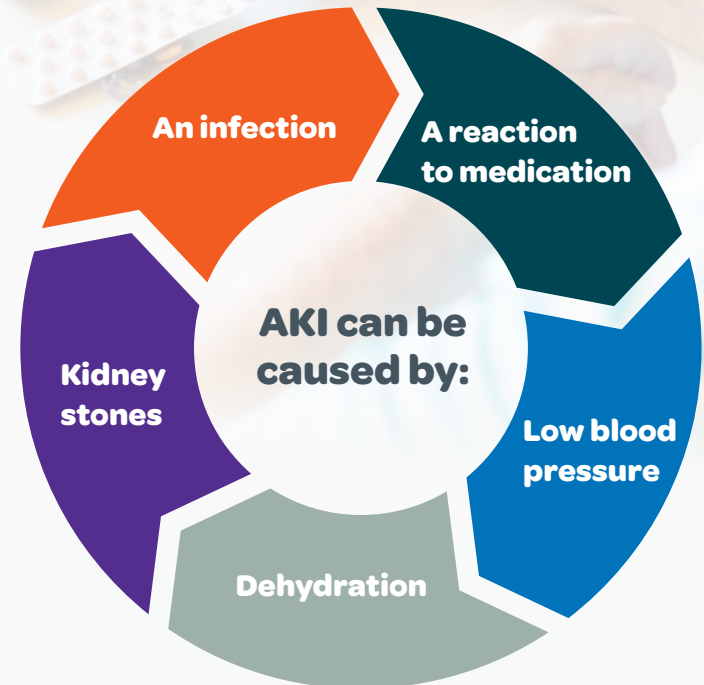 AKI can be
caused by:
An infection
A reaction
to medication
Low blood
pressure
Dehydration
Kidney
stones